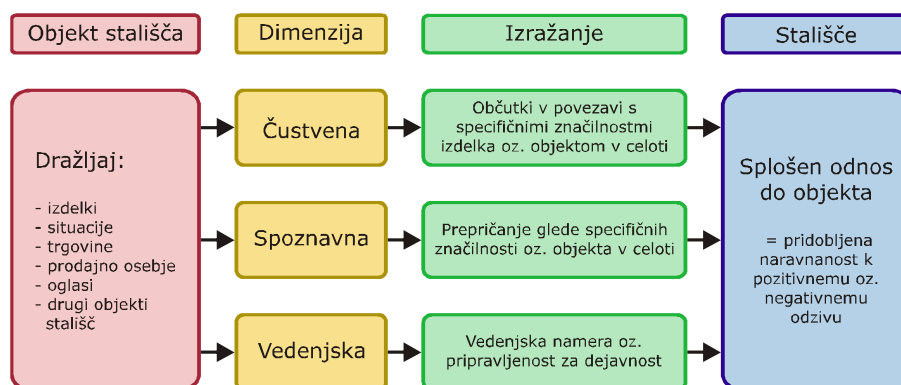 Objekt stališča
Dimenzija
Izražanje
Stališče
Dražljaj:
- izdelki
- situacije
- trgovine
- prodajno osebje
- oglasi
- drugi objekti
stališč
Čustvena
Spoznavna
Vedenjska
Občutki v povezavi s
specifičnimi značilnostmi
izdelka oz. objektom v celoti
Prepričanje glede specifičnih
značilnosti oz. objekta v celoti
Vedenjska namera oz.
pripravljenost za dejavnost
Splošen odnos
do objekta
= pridobljena
naravnanost k
pozitivnemu oz.
negativnemu
odzivu